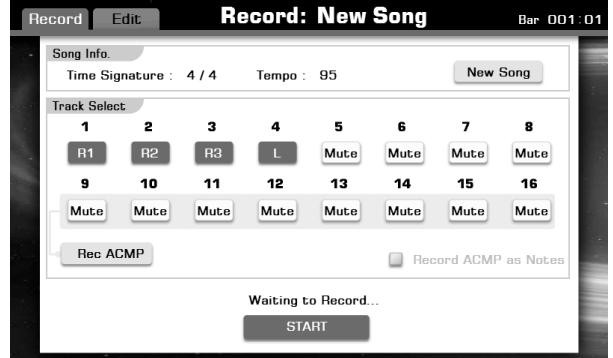 Record Edit Record: New Song Bar 001:01
Song Info.
Time Signature : 4 / 4 Tempo : 95 New Song
Track Select
1 2 3 4 5 6 7 8
R1 R2 R3 L Mute Mute Mute Mute
9 10 11 12 13 14 15 16
Mute Mute Mute Mute Mute Mute Mute Mute
Rec ACMP Record ACMP as Notes
Waiting to Record...
START